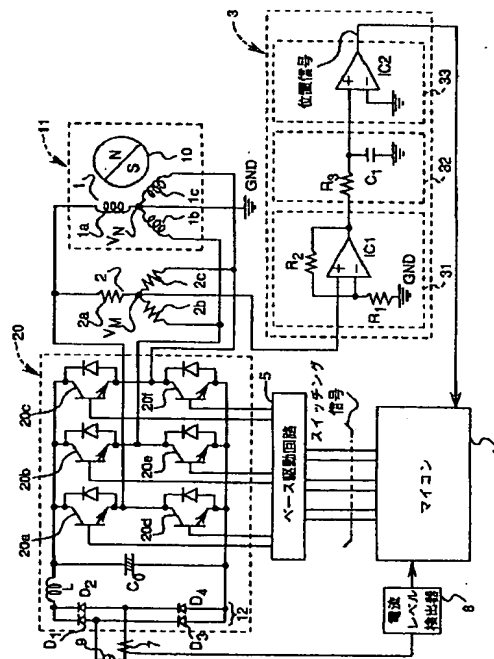 3
11
10
N
S
1
1a
1b
1c
VN
GND
2
2a
2b
2c
VM
20
20a
20b
20c
20d
20e
20f
L
C0
D1
D2
D3
D4
12
9
7
R1
R2
R3
C1
IC1
IC2
GND
31
32
33
位置信号
5
ベース駆動回路
スイッチング信号
マイコン
電流レベル検出器
8